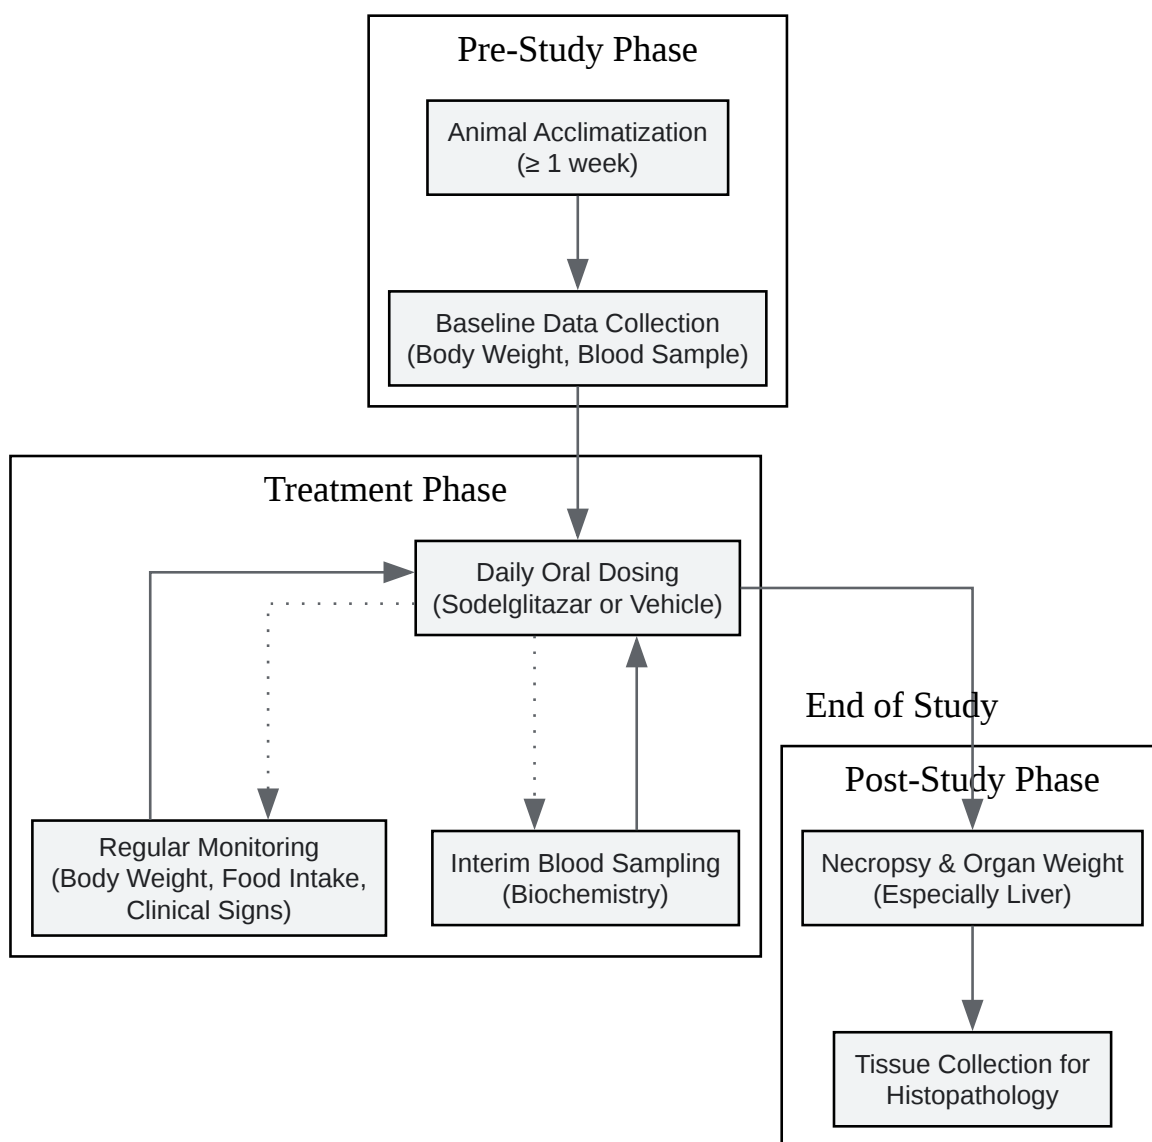 Pre-Study Phase
Animal Acclimatization
(≥ 1 week)
Baseline Data Collection
(Body Weight, Blood Sample)
Treatment Phase
Daily Oral Dosing
(Sodelglitazar or Vehicle)
Regular Monitoring
(Body Weight, Food Intake,
Clinical Signs)
Interim Blood Sampling
(Biochemistry)
End of Study
Post-Study Phase
Necropsy & Organ Weight
(Especially Liver)
Tissue Collection for
Histopathology